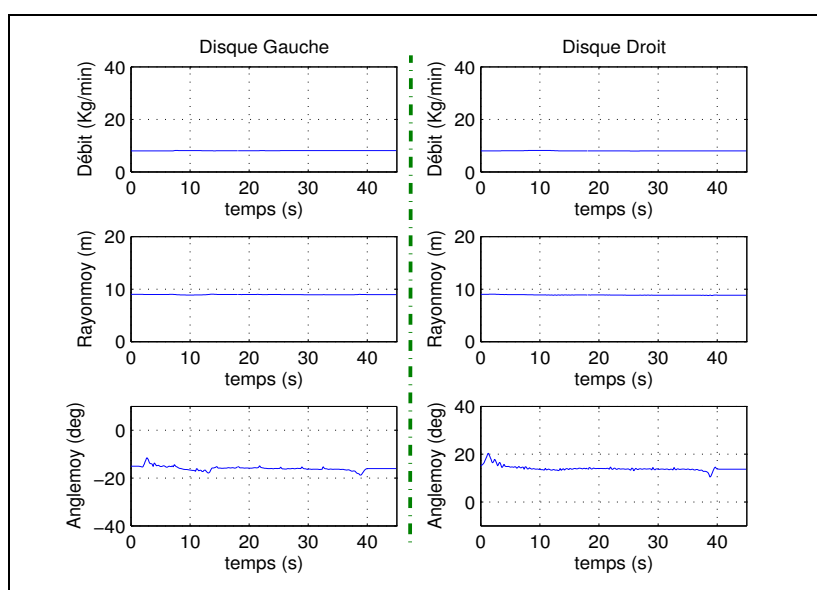 Disque Gauche
40
20
0
Débit (Kg/min)
0 10 20 30 40
temps (s)
20
10
0
Rayonmoy (m)
0 10 20 30 40
temps (s)
0
−20
−40
Anglemoy (deg)
0 10 20 30 40
temps (s)
Disque Droit
40
20
0
Débit (Kg/min)
0 10 20 30 40
temps (s)
20
10
0
Rayonmoy (m)
0 10 20 30 40
temps (s)
40
20
0
Anglemoy (deg)
0 10 20 30 40
temps (s)